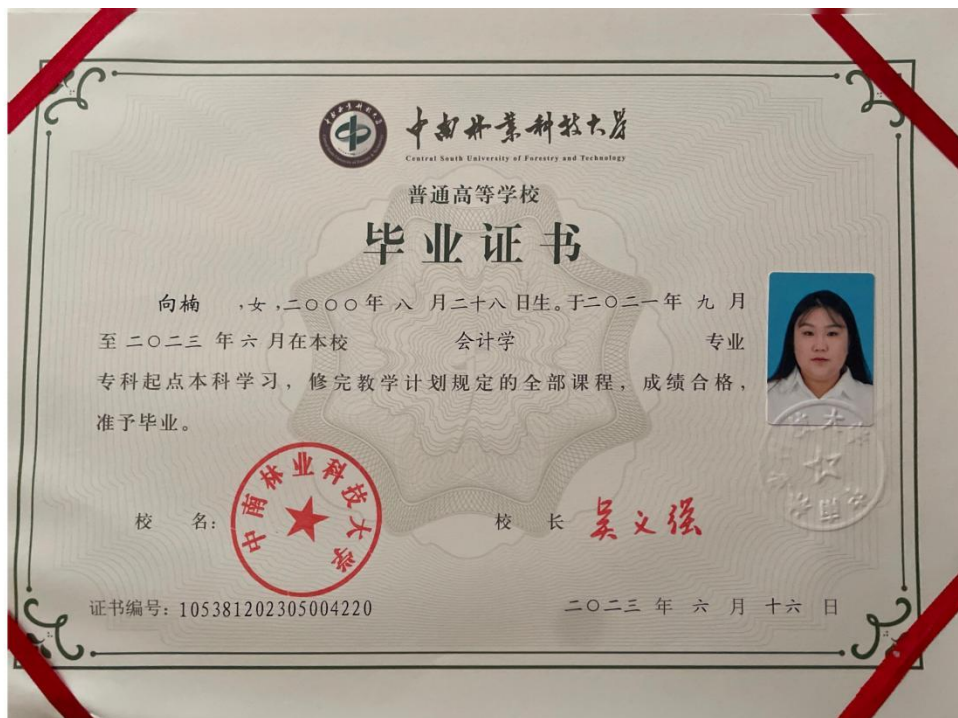 中南林业科技大学
Central South University of Forestry and Technology
普通高等学校
毕业证书
向楠 ,女,二〇〇〇年 八 月二十八日生。于二〇二一年 九 月
至 二〇二三 年 六 月在本校 会计学 专业
专科起点本科学习，修完教学计划规定的全部课程，成绩合格，
准予毕业。
校 名：
中南林业科技大学
校 长 吴义强
证书编号：105381202305004220
二〇二三 年 六 月 十六 日